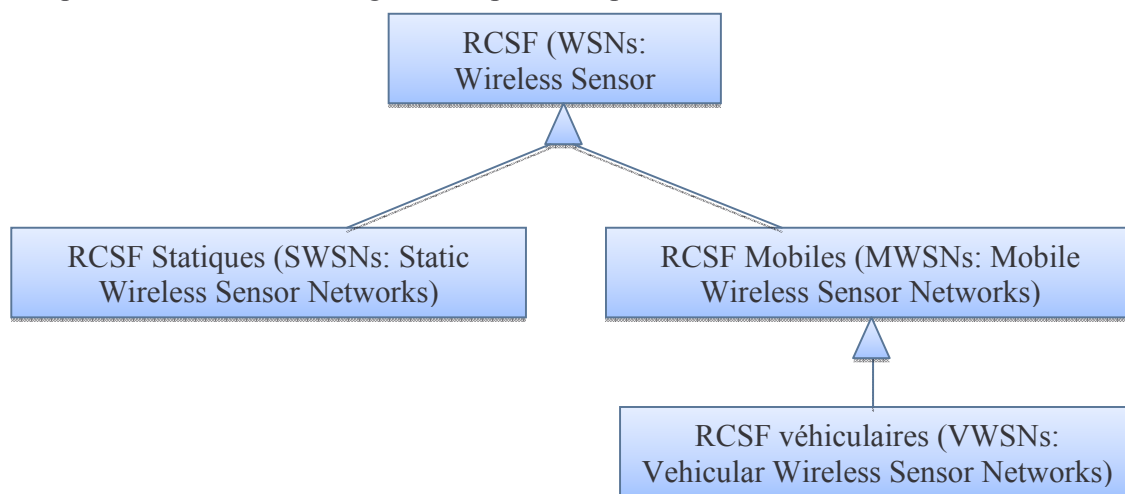 RCSF (WSNs:
Wireless Sensor
RCSF Statiques (SWSNs: Static
Wireless Sensor Networks)
RCSF Mobiles (MWSNs: Mobile
Wireless Sensor Networks)
RCSF véhiculaires (VWSNs:
Vehicular Wireless Sensor Networks)